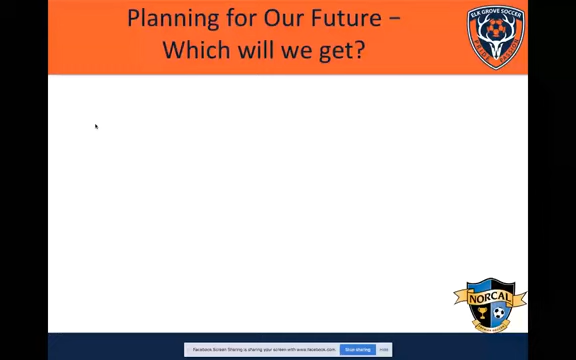 Planning for Our Future –
Which will we get?
ELK GROVE SOCCER
NORCAL
Facebook Screen Sharing is sharing your screen with www.facebook.com.
Stop sharing
Hide